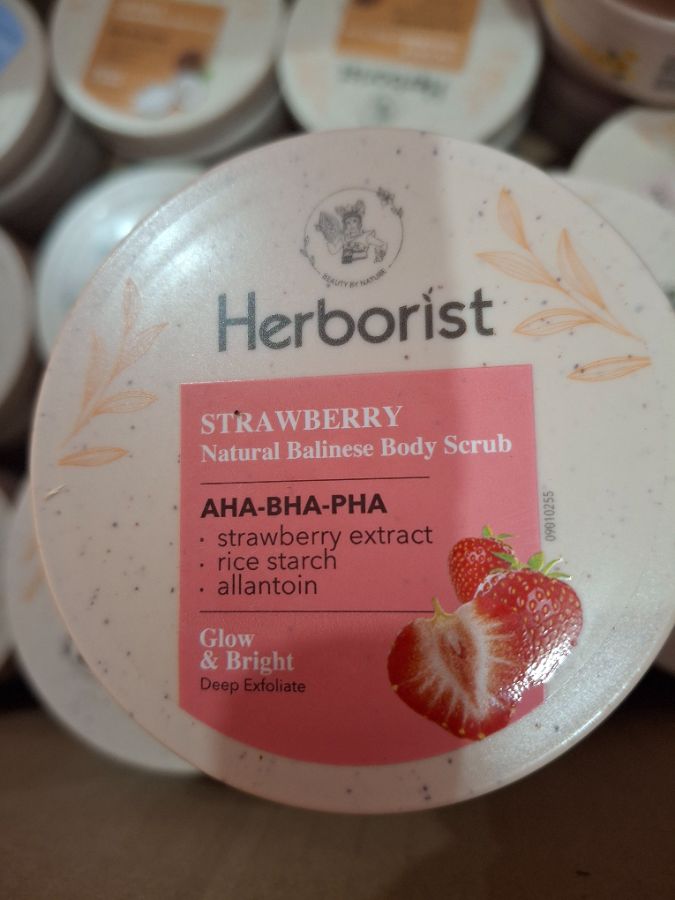 BEAUTY BY NATURE
Herborist
STRAWBERRY
Natural Balinese Body Scrub
AHA-BHA-PHA
· strawberry extract
· rice starch
· allantoin
Glow
& Bright
Deep Exfoliate
09010255